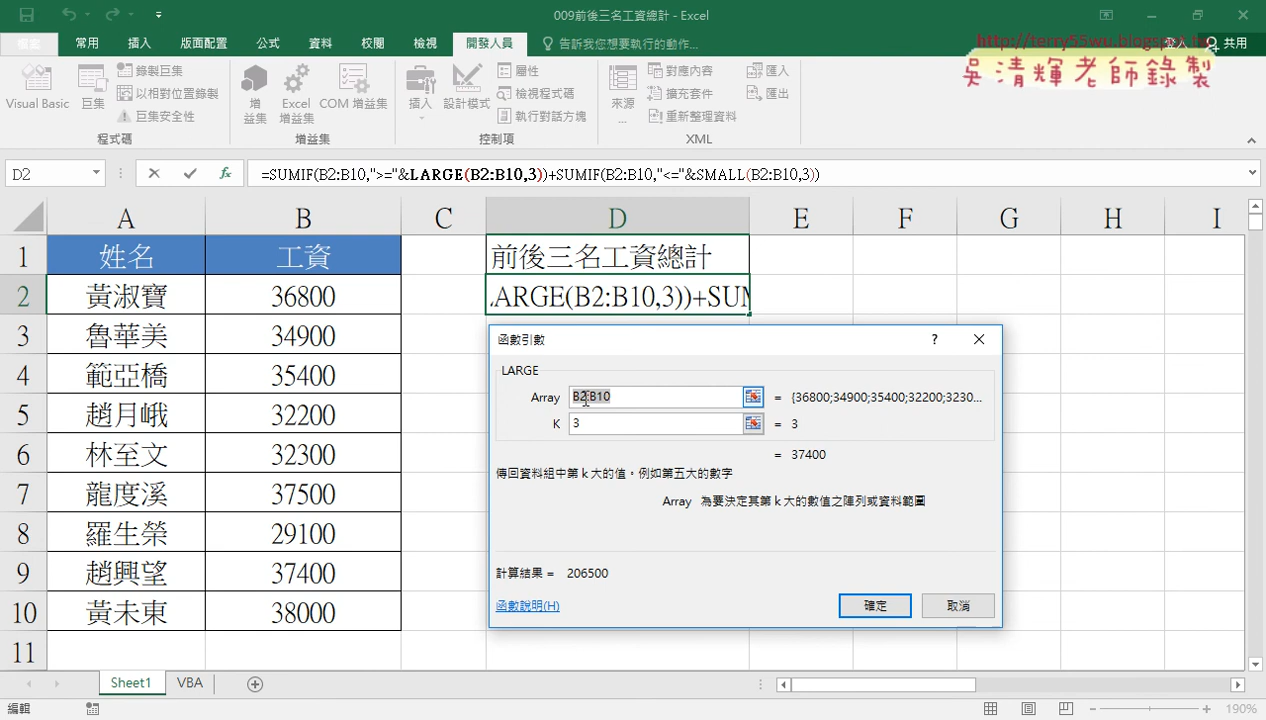 009前後三名工資總計 - Excel
檔案 常用 插入 版面配置 公式 資料 校閱 檢視 開發人員 告訴我您想要執行的動作... 登入 共用
http://terry55wu.blogspot.tw
吳清輝老師錄製
Visual Basic 巨集 錄製巨集 以相對位置錄製 巨集安全性 程式碼
增益集 Excel 增益集 COM 增益集 增益集
插入 設計模式 屬性 檢視程式碼 執行對話方塊 控制項
來源... 對應內容 擴充套件 重新整理資料 匯入 匯出 XML
D2 fx =SUMIF(B2:B10,">="&LARGE(B2:B10,3))+SUMIF(B2:B10,"<="&SMALL(B2:B10,3))
A B C D E F G H I
1 姓名 工資 前後三名工資總計
2 黃淑寶 36800 ARGE(B2:B10,3))+SUM
3 魯華美 34900
4 範亞橋 35400
5 趙月峨 32200
6 林至文 32300
7 龍度溪 37500
8 羅生榮 29100
9 趙興望 37400
10 黃未東 38000
11
函數引數 ?
LARGE
Array B2:B10 = {36800;34900;35400;32200;3230...
K 3 = 3
= 37400
傳回資料組中第 k 大的值。例如第五大的數字
Array 為要決定其第 k 大的數值之陣列或資料範圍
計算結果 = 206500
函數說明(H) 確定 取消
Sheet1 VBA
編輯 190%